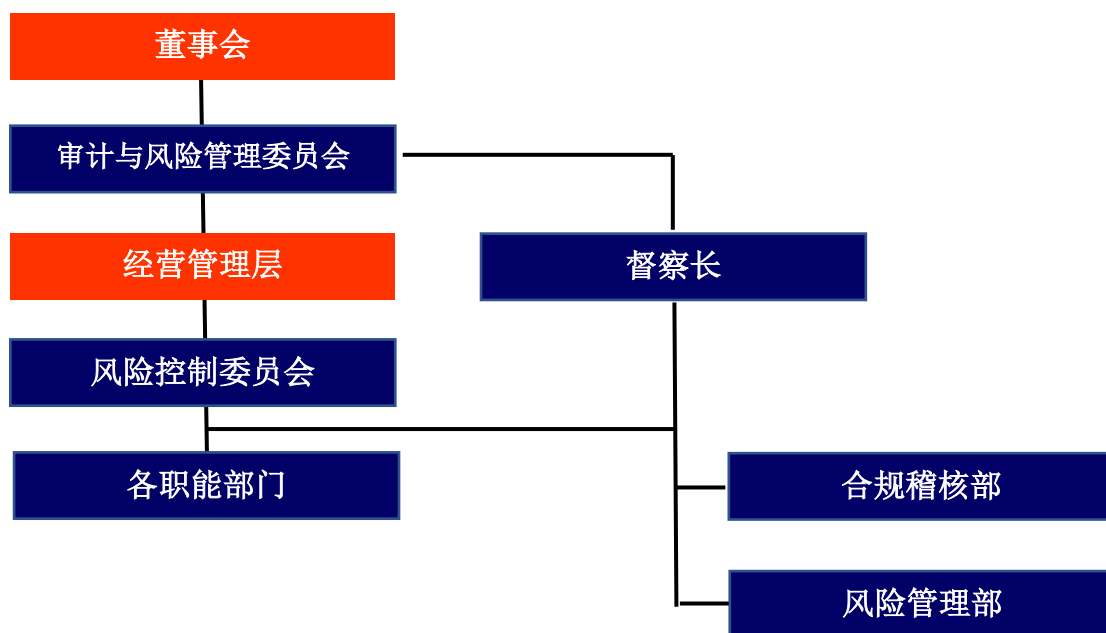 董事会
审计与风险管理委员会
经营管理层
督察长
风险控制委员会
各职能部门
合规稽核部
风险管理部